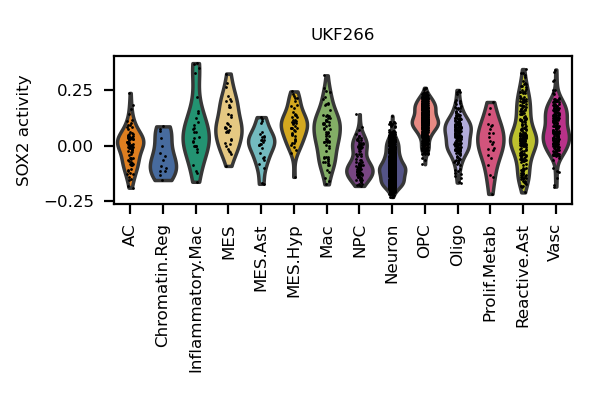 UKF266
SOX2 activity
0.25
0.00
−0.25
AC
Chromatin.Reg
Inflammatory.Mac
MES
MES.Ast
MES.Hyp
Mac
NPC
Neuron
OPC
Oligo
Prolif.Metab
Reactive.Ast
Vasc